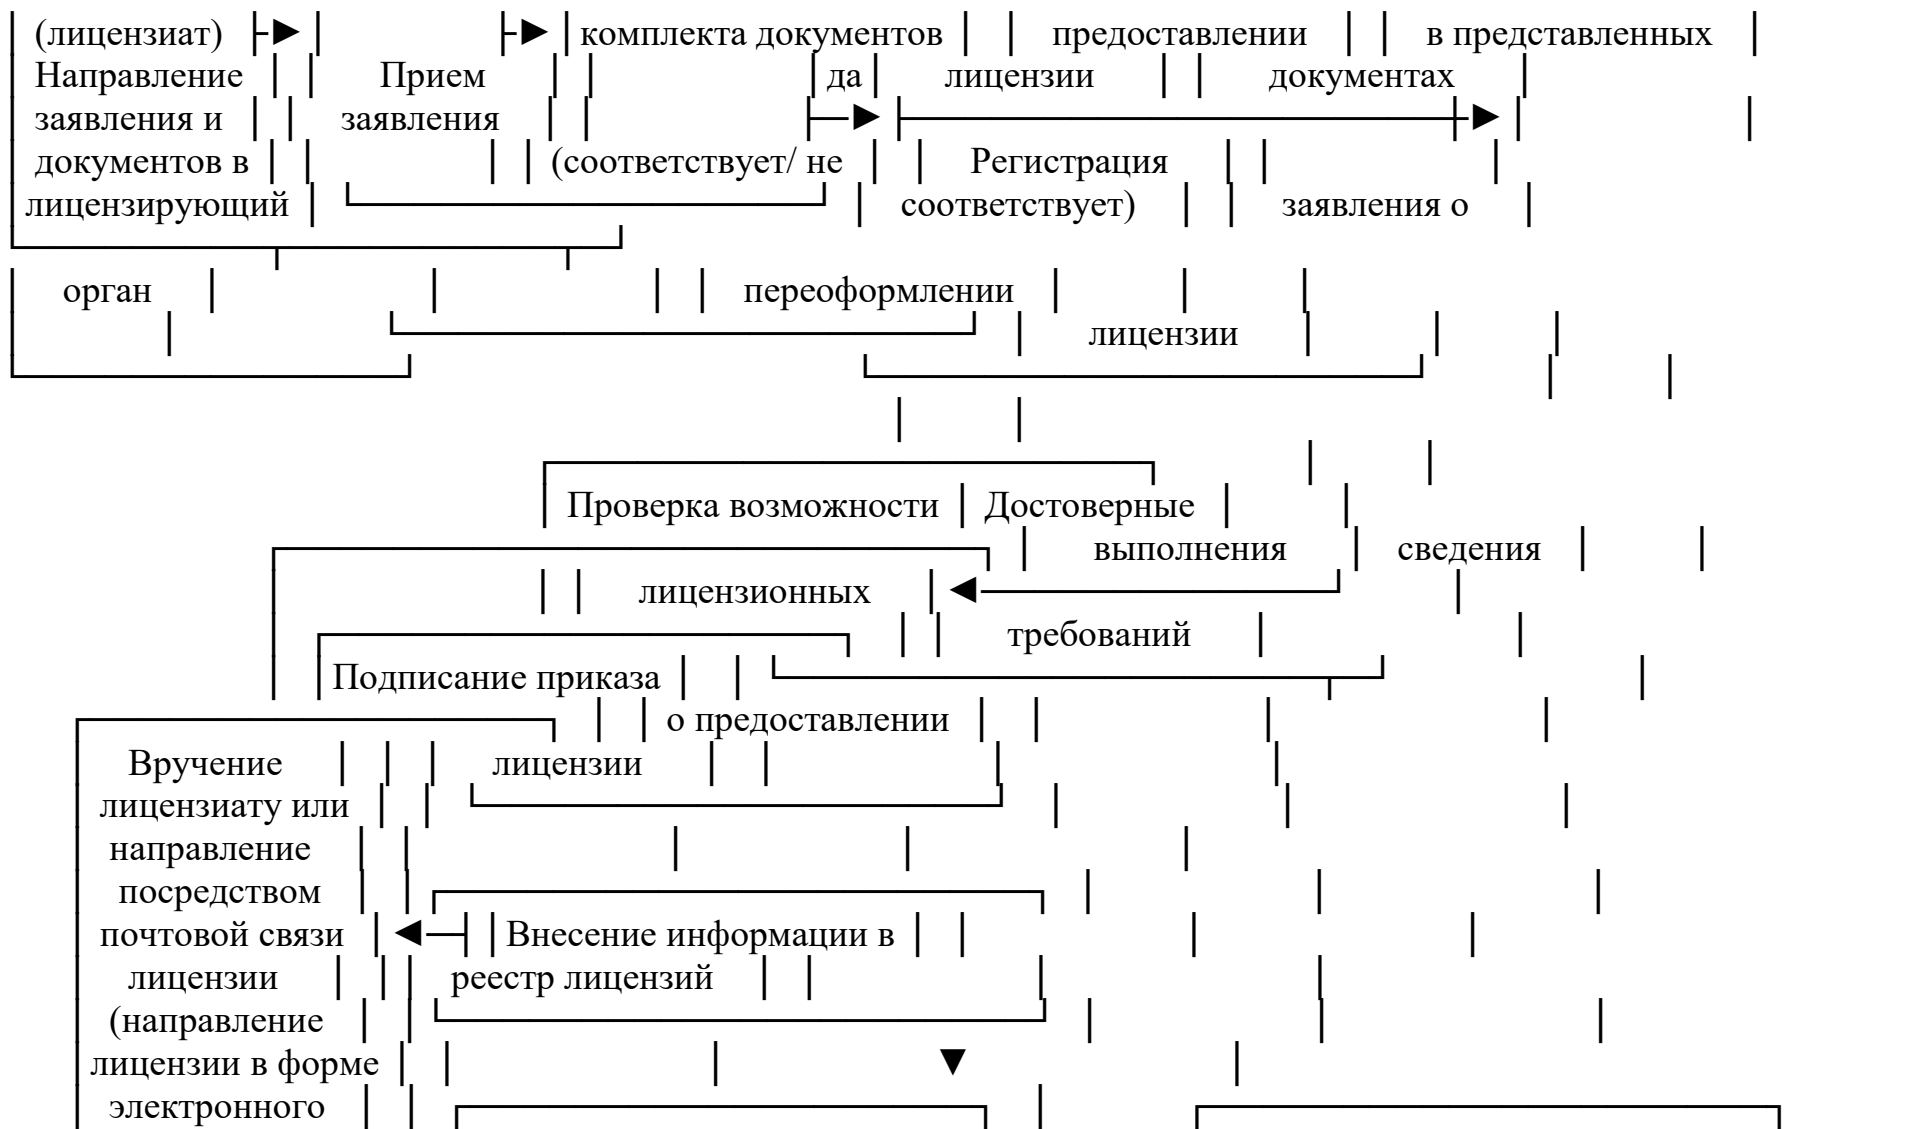 (лицензиат) комплекта документов предоставлении в представленных
Направление Прием да лицензии документах
заявления и заявления
документов в (соответствует/ не Регистрация
лицензирующий соответствует) заявления о
орган переоформлении
лицензии
Проверка возможности Достоверные
выполнения сведения
лицензионных
требований
Подписание приказа
о предоставлении
Вручение лицензии
лицензиату или
направление
посредством
почтовой связи Внесение информации в
лицензии реестр лицензий
(направление
лицензии в форме
электронного